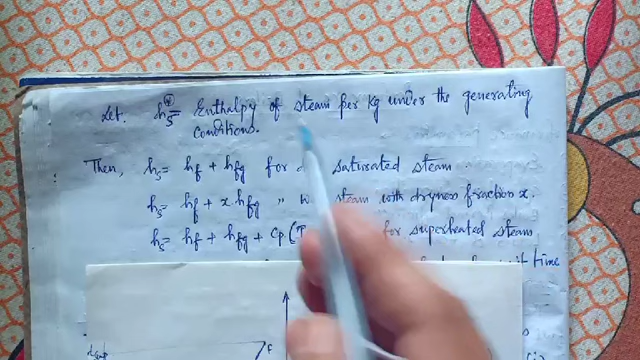 Let. hs = Enthalpy of steam per kg under the generating
conditions.
Then, hs = hf + hfg for saturated steam
hs = hf + x hfg " steam with dryness fraction x.
hs = hf + hfg + Cp (T for superheated steam
time